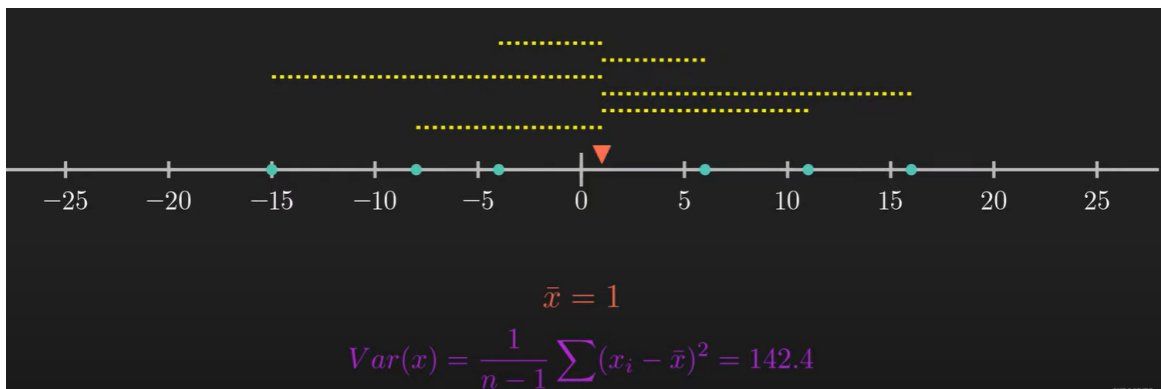 −25 −20 −15 −10 −5 0 5 10 15 20 25
x̄ = 1
Var(x) = 1/(n − 1) ∑(xᵢ − x̄)² = 142.4